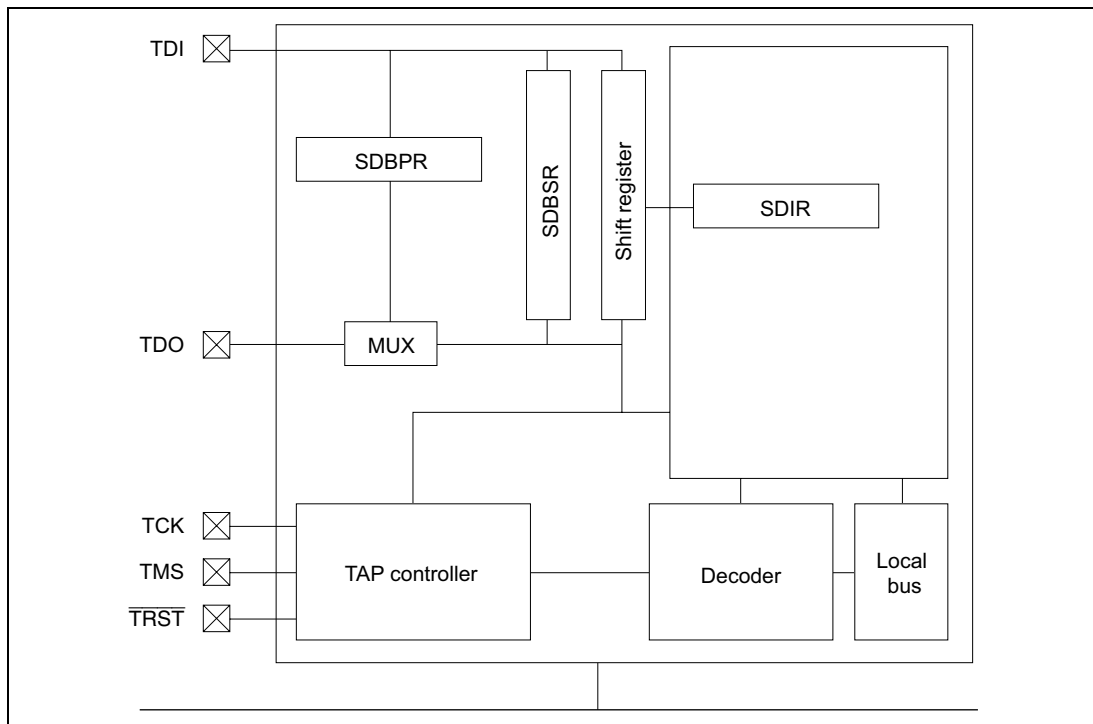 TDI
SDBPR
SDBSR
Shift register
SDIR
TDO
MUX
TCK
TMS
TRST
TAP controller
Decoder
Local
bus